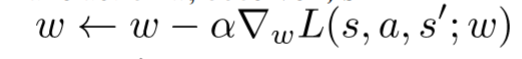 w ← w − α∇_w L(s, a, s′; w)